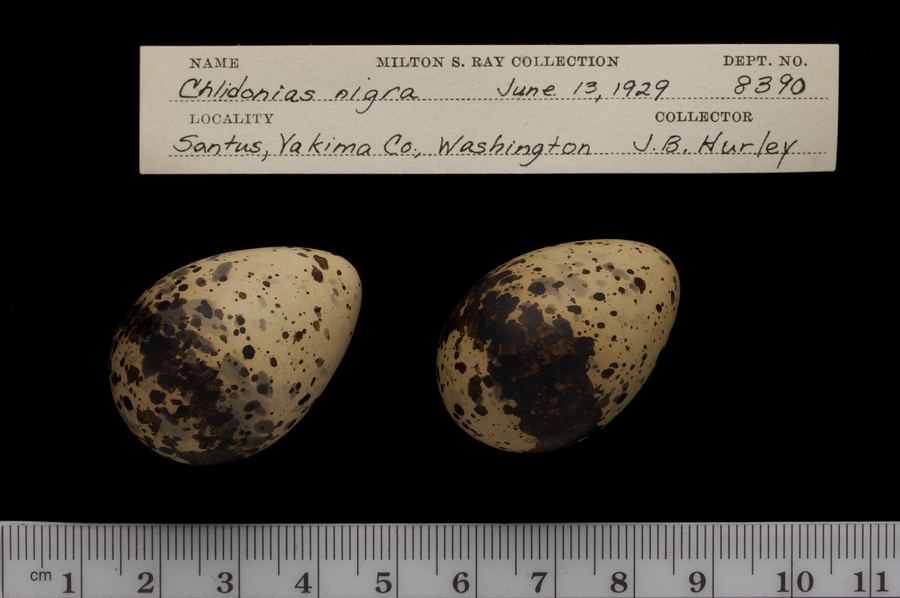 NAME MILTON S. RAY COLLECTION DEPT. NO.
Chlidonias nigra June 13, 1929 8390
LOCALITY COLLECTOR
Santus, Yakima Co., Washington J. B. Hurley
cm 1 2 3 4 5 6 7 8 9 10 11